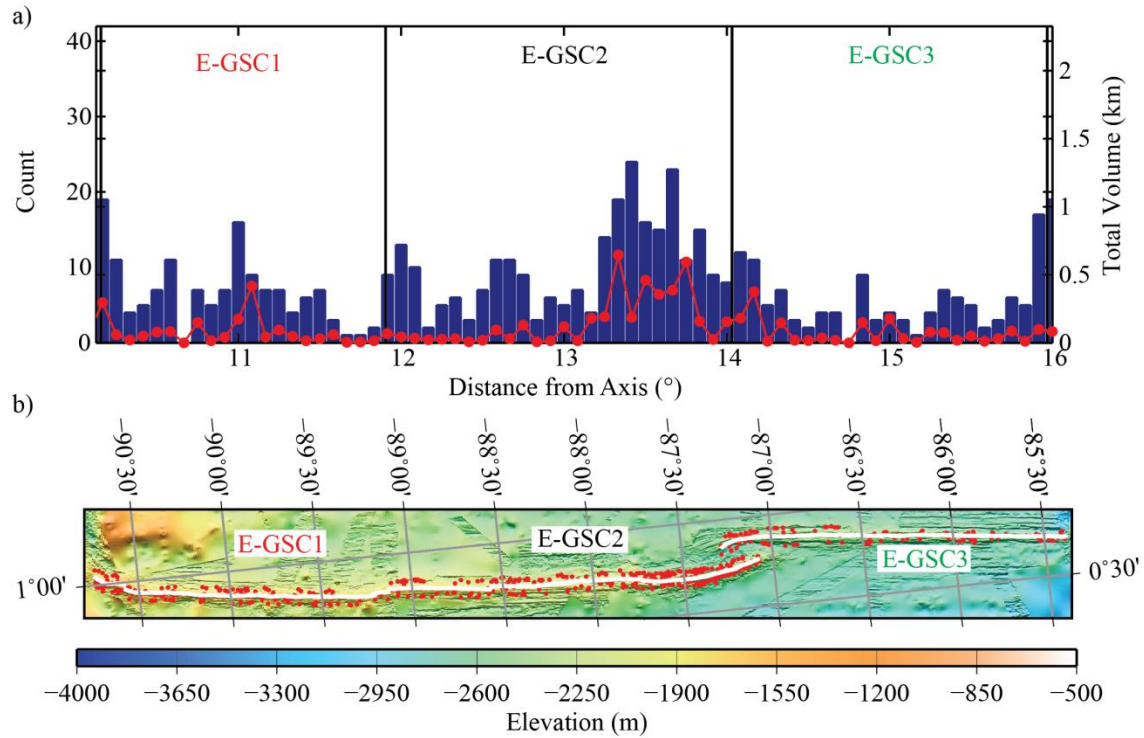 a)
E-GSC1 E-GSC2 E-GSC3
Count
40
30
20
10
0
Total Volume (km)
2
1.5
1
0.5
0
11 12 13 14 15 16
Distance from Axis (°)
b)
−90°30' −90°00' −89°30' −89°00' −88°30' −88°00' −87°30' −87°00' −86°30' −86°00' −85°30'
E-GSC1 E-GSC2 E-GSC3
1°00' 0°30'
−4000 −3650 −3300 −2950 −2600 −2250 −1900 −1550 −1200 −850 −500
Elevation (m)